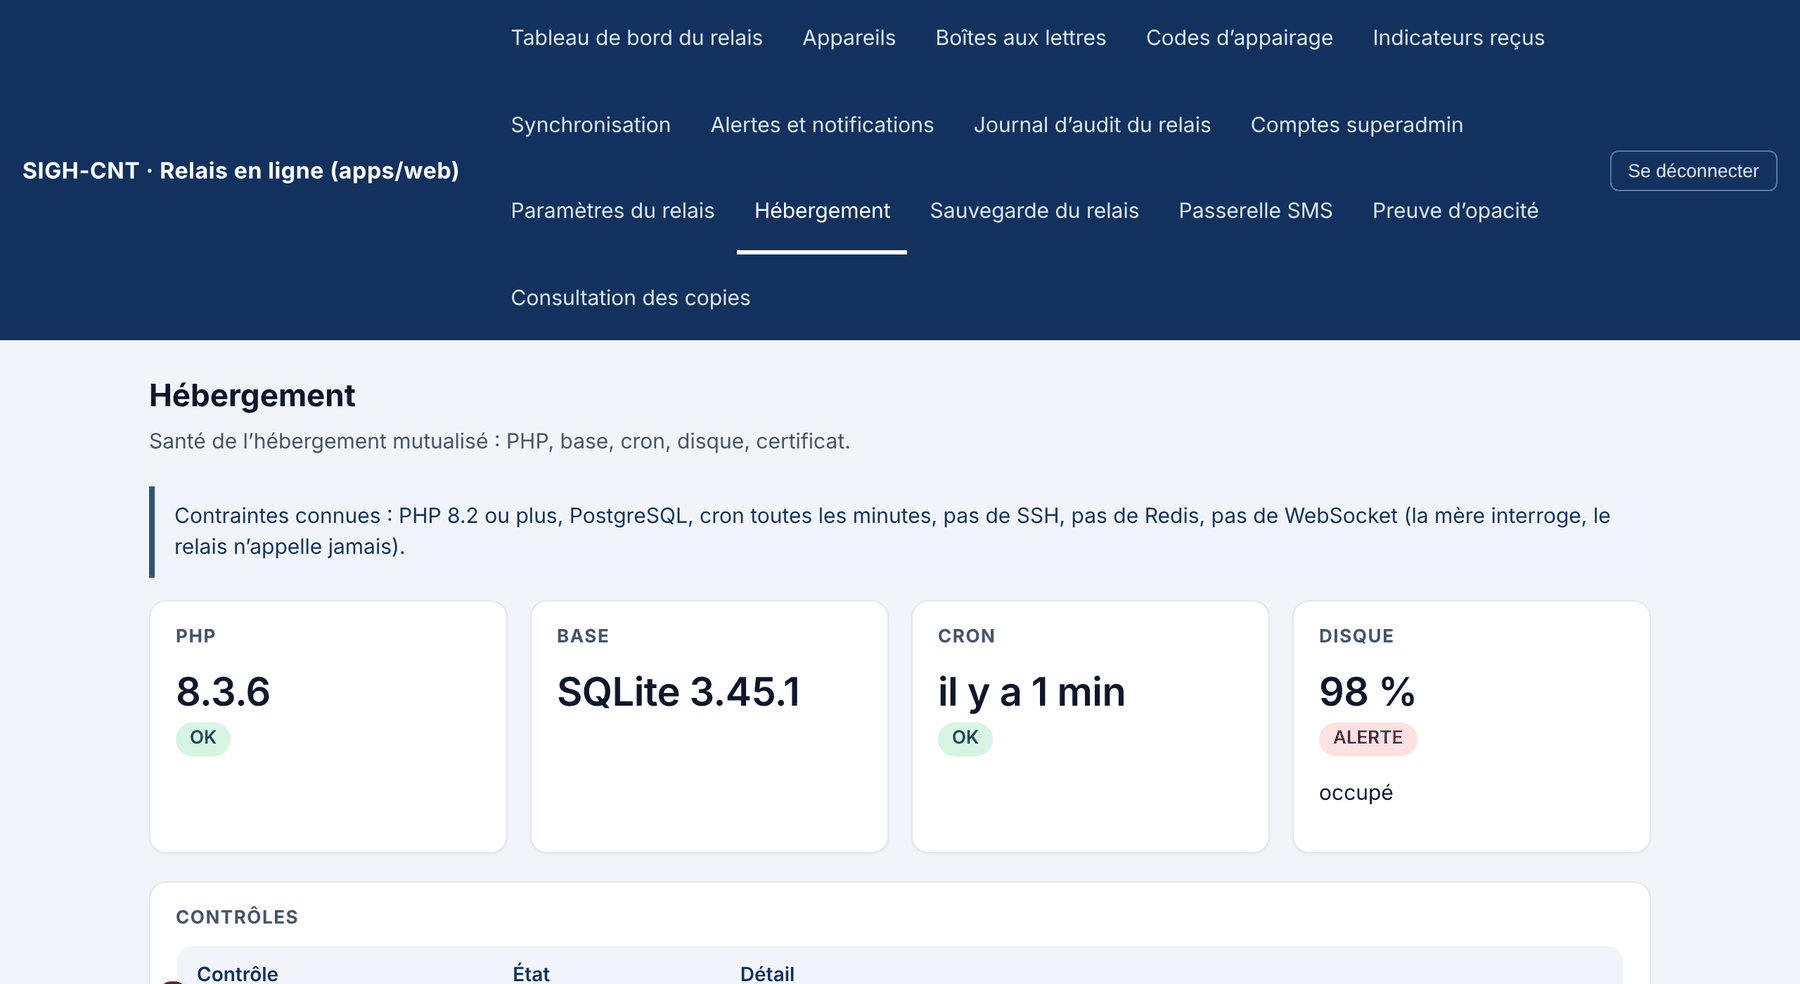 Tableau de bord du relais Appareils Boîtes aux lettres Codes d’appairage Indicateurs reçus
Synchronisation Alertes et notifications Journal d’audit du relais Comptes superadmin
SIGH-CNT · Relais en ligne (apps/web)
Se déconnecter
Paramètres du relais Hébergement Sauvegarde du relais Passerelle SMS Preuve d’opacité
Consultation des copies
Hébergement
Santé de l’hébergement mutualisé : PHP, base, cron, disque, certificat.
Contraintes connues : PHP 8.2 ou plus, PostgreSQL, cron toutes les minutes, pas de SSH, pas de Redis, pas de WebSocket (la mère interroge, le
relais n’appelle jamais).
PHP
8.3.6
OK
BASE
SQLite 3.45.1
CRON
il y a 1 min
OK
DISQUE
98 %
ALERTE
occupé
CONTRÔLES
Contrôle État Détail